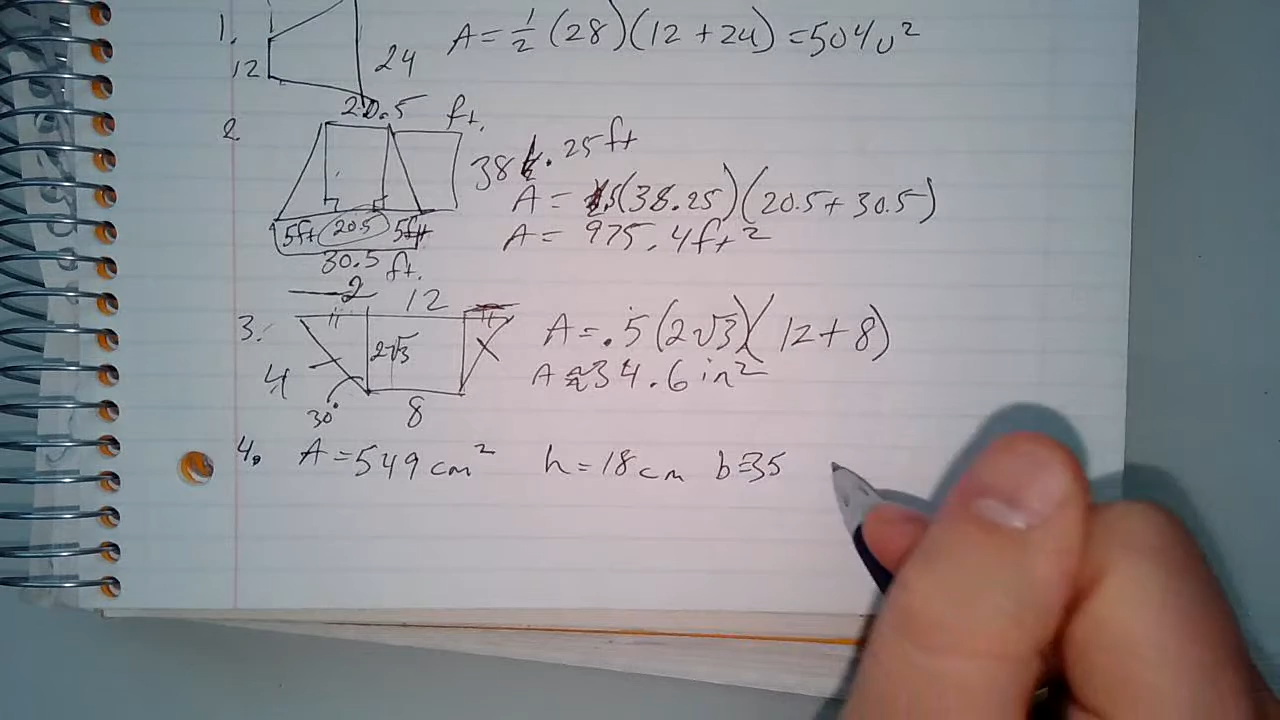 1. A = 1/2 (28)(12 + 24) = 504 u²
12 24
20.5 ft.
2 38.25 ft
A = .5(38.25)(20.5 + 30.5)
5ft 20.5 5ft A = 975.4 ft²
30.5 ft.
2 12
3. 2√3 A = .5(2√3)(12 + 8)
4 A ≈ 34.6 in²
30° 8
4. A = 549 cm² h = 18 cm b = 35